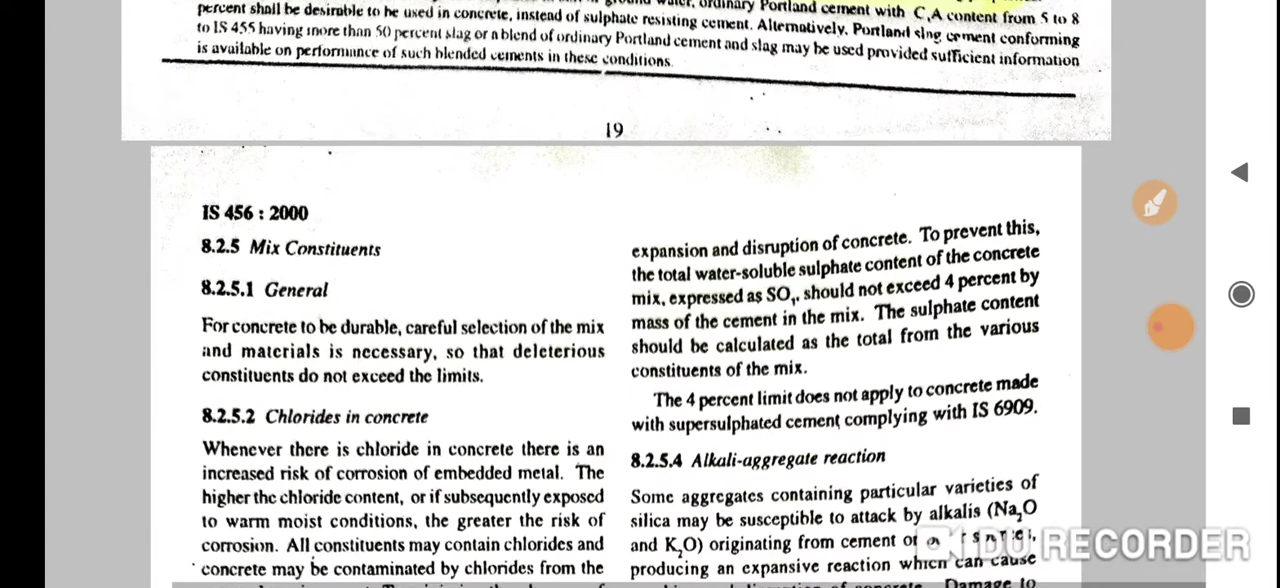 ordinary Portland cement with C₃A content from 5 to 8
percent shall be desirable to be used in concrete, instead of sulphate resisting cement. Alternatively, Portland slag cement conforming
to IS 455 having more than 50 percent slag or a blend of ordinary Portland cement and slag may be used provided sufficient information
is available on performance of such blended cements in these conditions.
19
IS 456 : 2000
8.2.5 Mix Constituents
8.2.5.1 General
For concrete to be durable, careful selection of the mix
and materials is necessary, so that deleterious
constituents do not exceed the limits.
8.2.5.2 Chlorides in concrete
Whenever there is chloride in concrete there is an
increased risk of corrosion of embedded metal. The
higher the chloride content, or if subsequently exposed
to warm moist conditions, the greater the risk of
corrosion. All constituents may contain chlorides and
concrete may be contaminated by chlorides from the
expansion and disruption of concrete. To prevent this,
the total water-soluble sulphate content of the concrete
mix, expressed as SO₃, should not exceed 4 percent by
mass of the cement in the mix. The sulphate content
should be calculated as the total from the various
constituents of the mix.
The 4 percent limit does not apply to concrete made
with supersulphated cement complying with IS 6909.
8.2.5.4 Alkali-aggregate reaction
Some aggregates containing particular varieties of
silica may be susceptible to attack by alkalis (Na₂O
and K₂O) originating from cement or
producing an expansive reaction which can cause
Damage to
DU RECORDER